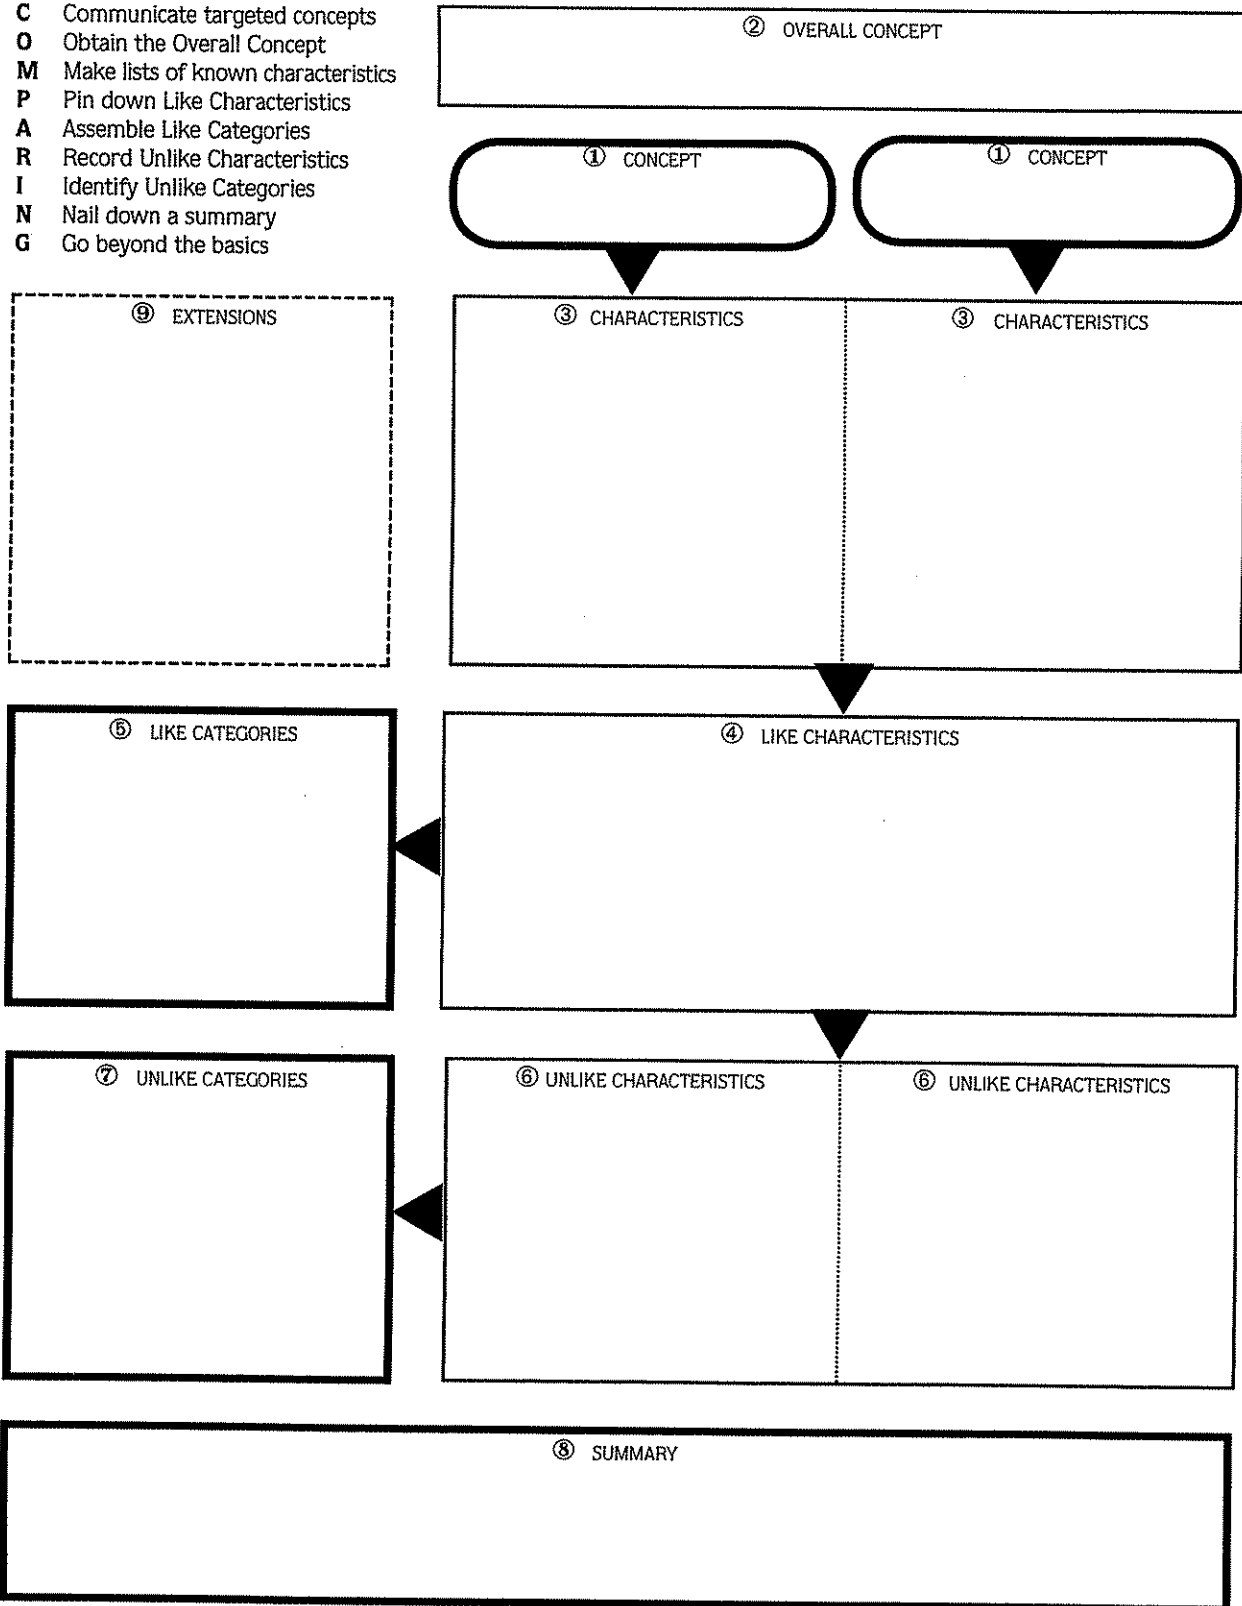 C Communicate targeted concepts
O Obtain the Overall Concept
M Make lists of known characteristics
P Pin down Like Characteristics
A Assemble Like Categories
R Record Unlike Characteristics
I Identify Unlike Categories
N Nail down a summary
G Go beyond the basics
② OVERALL CONCEPT
① CONCEPT
① CONCEPT
⑨ EXTENSIONS
③ CHARACTERISTICS
③ CHARACTERISTICS
⑤ LIKE CATEGORIES
④ LIKE CHARACTERISTICS
⑦ UNLIKE CATEGORIES
⑥ UNLIKE CHARACTERISTICS
⑥ UNLIKE CHARACTERISTICS
⑧ SUMMARY